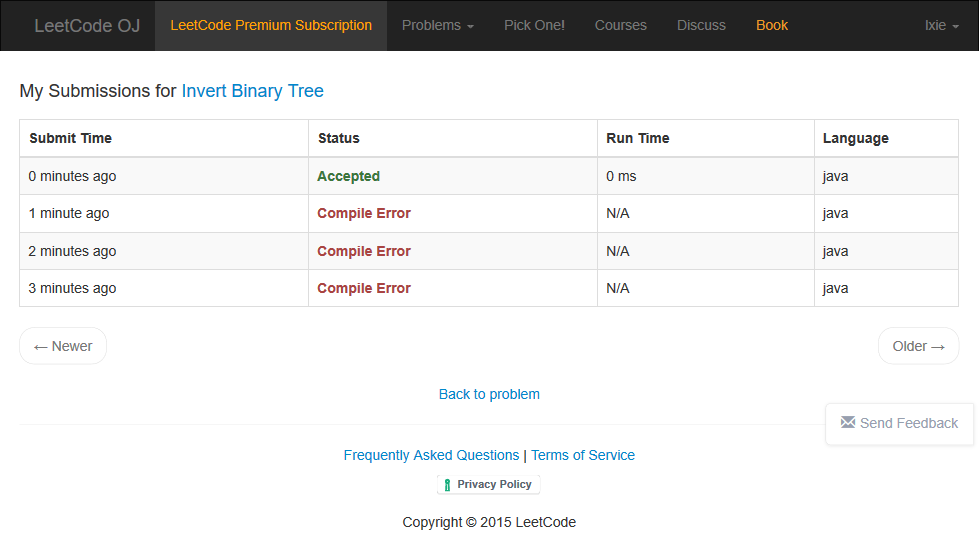 LeetCode OJ LeetCode Premium Subscription Problems Pick One! Courses Discuss Book Ixie
My Submissions for Invert Binary Tree
Submit Time Status Run Time Language
0 minutes ago Accepted 0 ms java
1 minute ago Compile Error N/A java
2 minutes ago Compile Error N/A java
3 minutes ago Compile Error N/A java
← Newer Older →
Back to problem
Send Feedback
Frequently Asked Questions | Terms of Service
Privacy Policy
Copyright © 2015 LeetCode